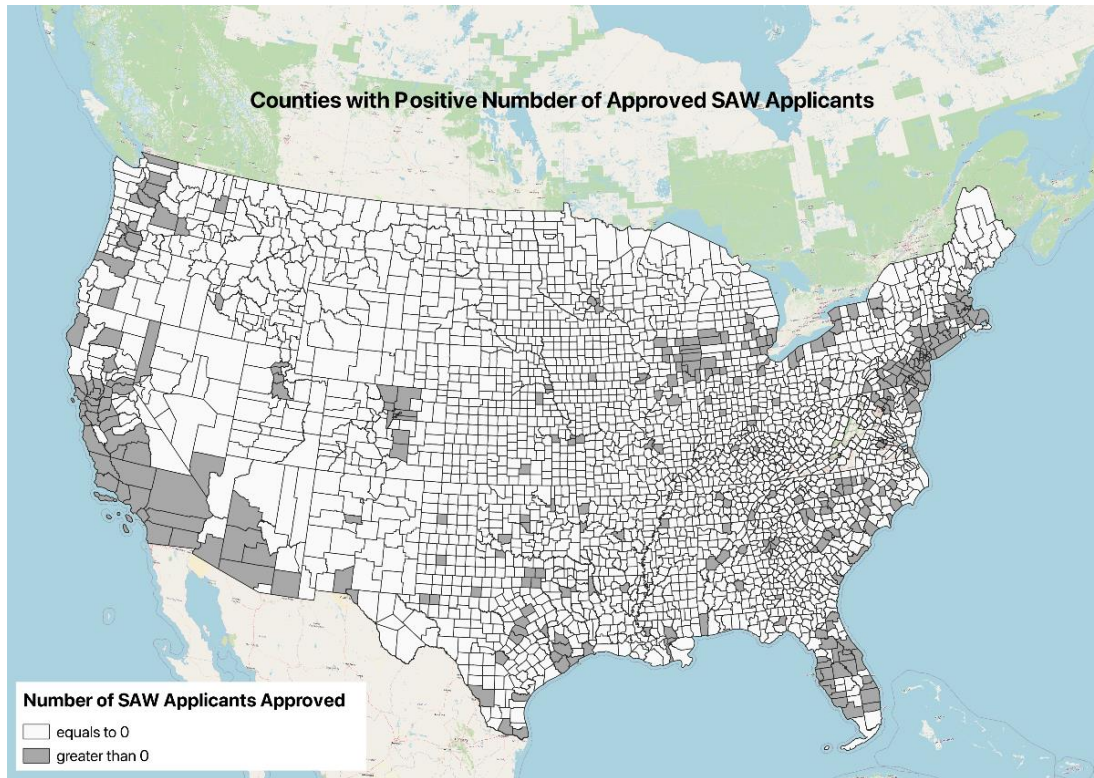 Counties with Positive Numbder of Approved SAW Applicants
Number of SAW Applicants Approved
equals to 0
greater than 0